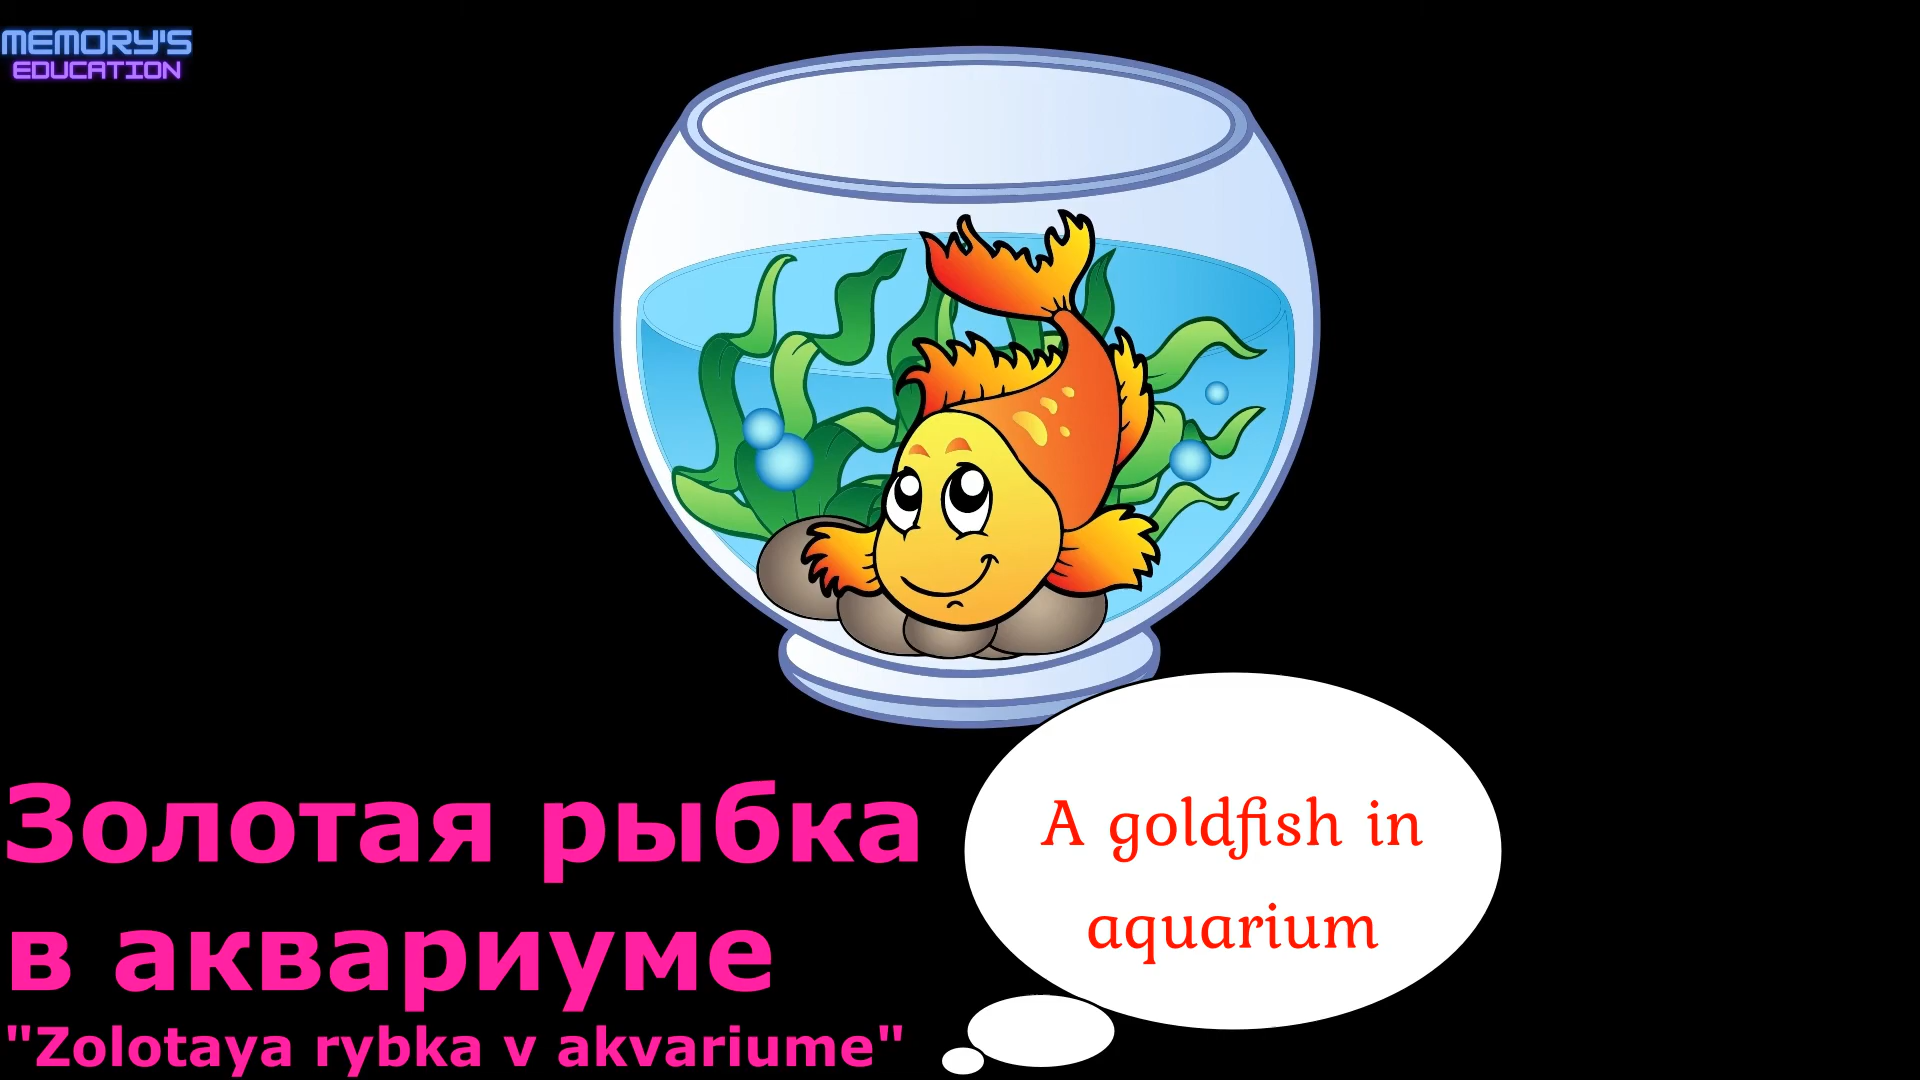 MEMORY'S
EDUCATION
Золотая рыбка
в аквариуме
"Zolotaya rybka v akvariume"
A goldfish in
aquarium